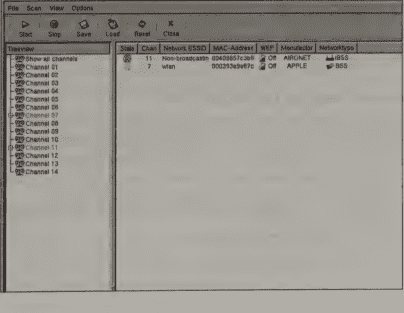 File Scan View Options
Start Stop Save Load Reset Close
Treeview
State Chan Network ESSID MAC-Address WEP Manufactor Networktype
Show all channels
11 Non-broadcastin Off AIRONET IBSS
Channel 01
7 wlan Off APPLE BSS
Channel 02
Channel 03
Channel 04
Channel 05
Channel 06
Channel 07
Channel 08
Channel 09
Channel 10
Channel 11
Channel 12
Channel 13
Channel 14